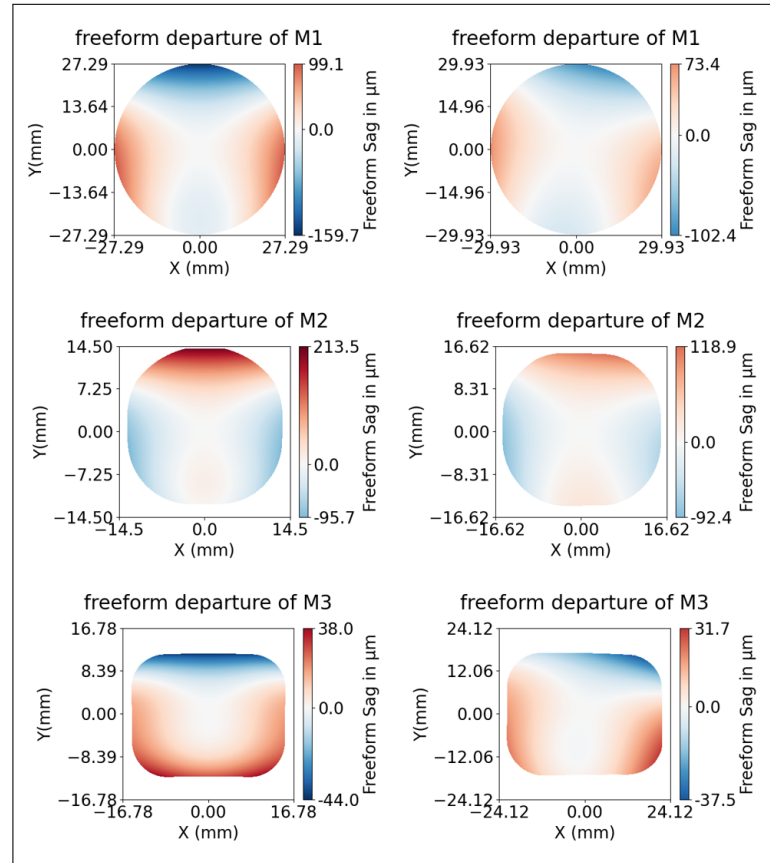 freeform departure of M1
27.29
13.64
0.00
−13.64
−27.29
Y(mm)
−27.29 0.00 27.29
X (mm)
99.1
0.0
-159.7
Freeform Sag in μm
freeform departure of M1
29.93
14.96
0.00
−14.96
−29.93
Y(mm)
−29.93 0.00 29.93
X (mm)
73.4
0.0
-102.4
Freeform Sag in μm
freeform departure of M2
14.50
7.25
0.00
−7.25
−14.50
Y(mm)
−14.5 0.0 14.5
X (mm)
213.5
0.0
-95.7
Freeform Sag in μm
freeform departure of M2
16.62
8.31
0.00
−8.31
−16.62
Y(mm)
−16.62 0.00 16.62
X (mm)
118.9
0.0
-92.4
Freeform Sag in μm
freeform departure of M3
16.78
8.39
0.00
−8.39
−16.78
Y(mm)
−16.78 0.00 16.78
X (mm)
38.0
0.0
-44.0
Freeform Sag in μm
freeform departure of M3
24.12
12.06
0.00
−12.06
−24.12
Y(mm)
−24.12 0.00 24.12
X (mm)
31.7
0.0
-37.5
Freeform Sag in μm